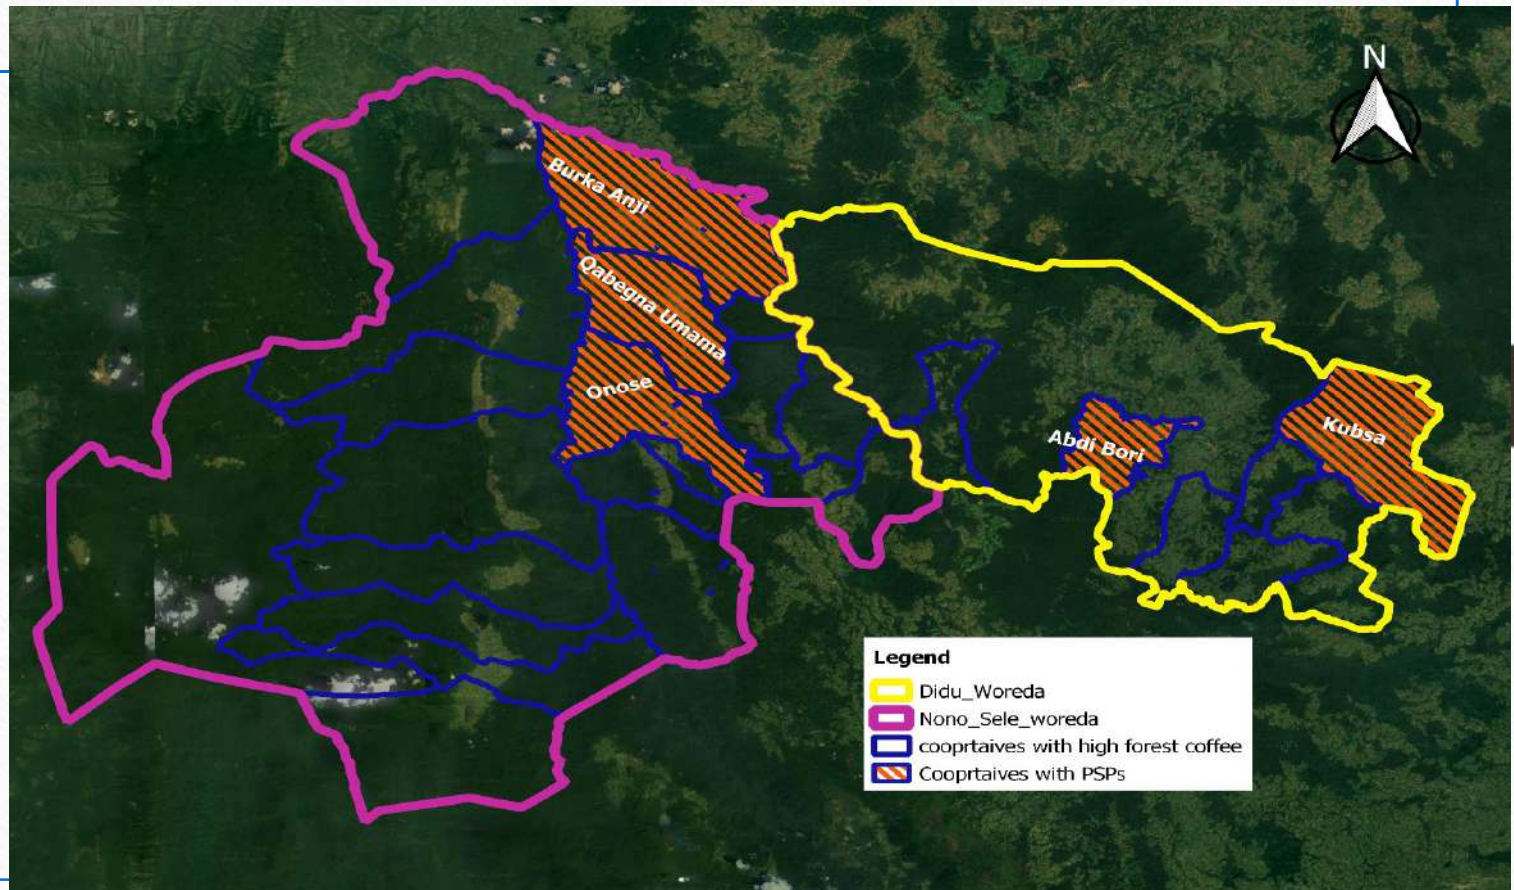 N
Burka Anji
Qabegna Umama
Onose
Abdi Bori
Kubsa
Legend
Didu_Woreda
Nono_Sele_woreda
cooprtaives with high forest coffee
Cooprtaives with PSPs